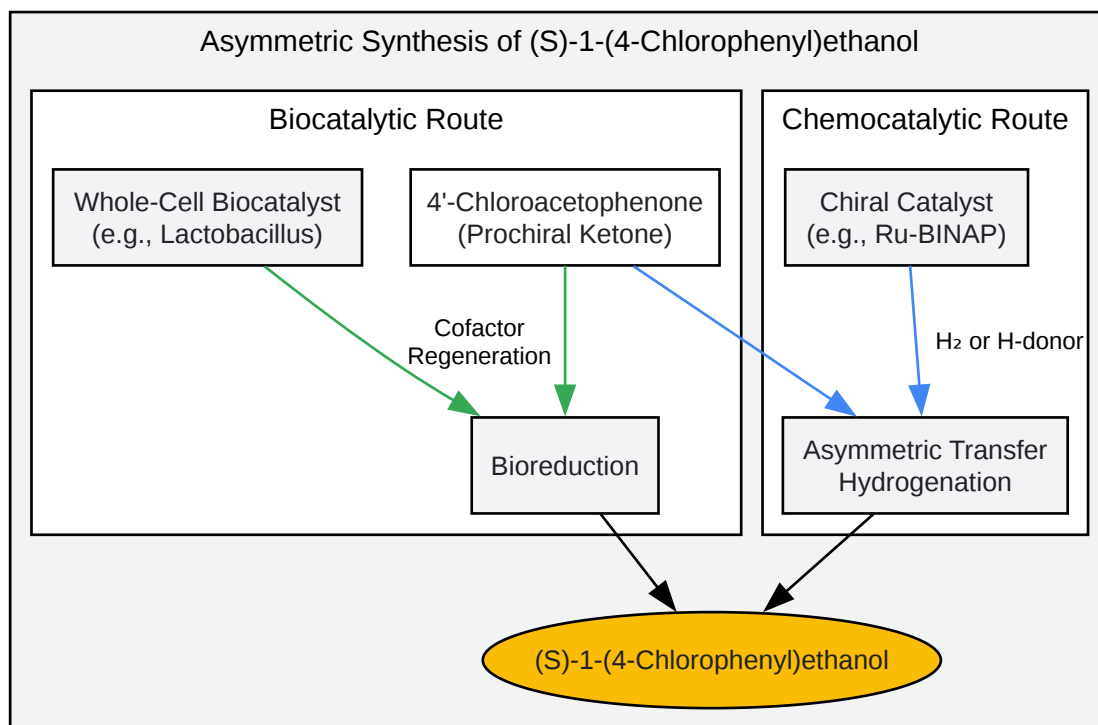 Asymmetric Synthesis of (S)-1-(4-Chlorophenyl)ethanol
Biocatalytic Route
Chemocatalytic Route
Whole-Cell Biocatalyst
(e.g., Lactobacillus)
4'-Chloroacetophenone
(Prochiral Ketone)
Chiral Catalyst
(e.g., Ru-BINAP)
Cofactor
Regeneration
H₂ or H-donor
Bioreduction
Asymmetric Transfer
Hydrogenation
(S)-1-(4-Chlorophenyl)ethanol